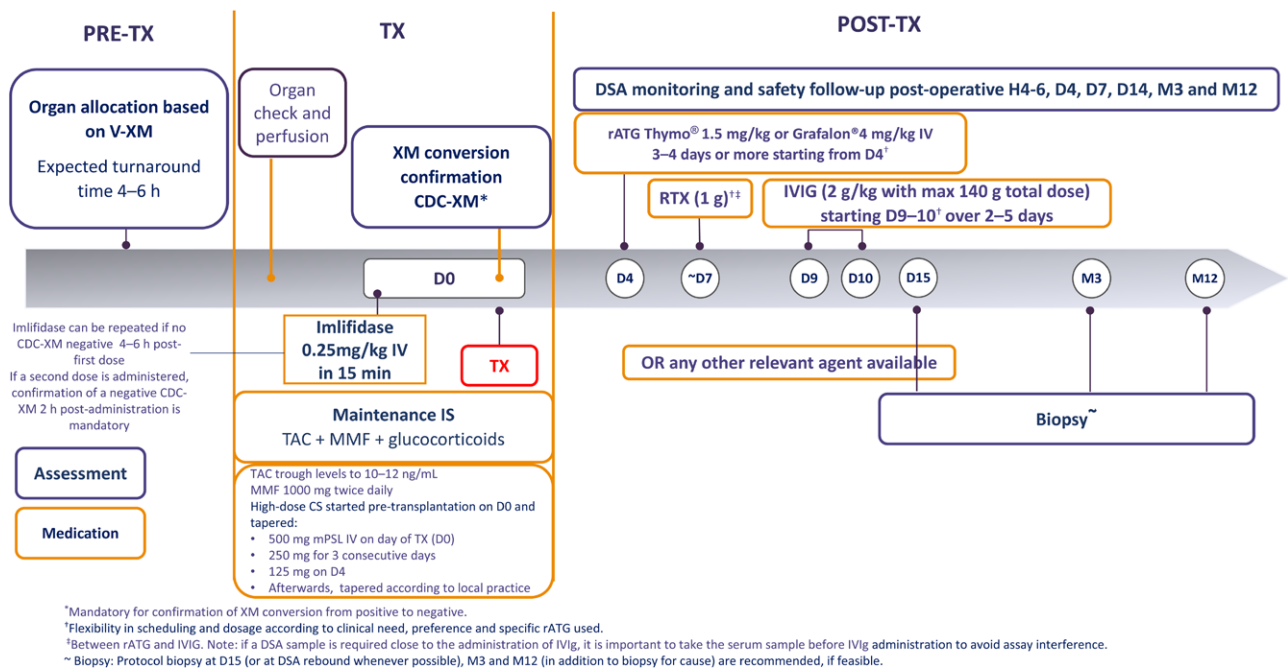 PRE-TX
TX
POST-TX
Organ allocation based
on V-XM
Expected turnaround
time 4–6 h
Organ
check and
perfusion
XM conversion
confirmation
CDC-XM*
DSA monitoring and safety follow-up post-operative H4-6, D4, D7, D14, M3 and M12
rATG Thymo® 1.5 mg/kg or Grafalon®4 mg/kg IV
3–4 days or more starting from D4†
RTX (1 g)†‡
IVIG (2 g/kg with max 140 g total dose)
starting D9–10† over 2–5 days
D0
D4
~D7
D9
D10
D15
M3
M12
Imlifidase can be repeated if no
CDC-XM negative 4–6 h post-
first dose
If a second dose is administered,
confirmation of a negative CDC-
XM 2 h post-administration is
mandatory
Imlifidase
0.25mg/kg IV
in 15 min
TX
OR any other relevant agent available
Maintenance IS
TAC + MMF + glucocorticoids
Biopsy~
Assessment
Medication
TAC trough levels to 10–12 ng/mL
MMF 1000 mg twice daily
High-dose CS started pre-transplantation on D0 and
tapered:
• 500 mg mPSL IV on day of TX (D0)
• 250 mg for 3 consecutive days
• 125 mg on D4
• Afterwards, tapered according to local practice
*Mandatory for confirmation of XM conversion from positive to negative.
†Flexibility in scheduling and dosage according to clinical need, preference and specific rATG used.
‡Between rATG and IVIG. Note: if a DSA sample is required close to the administration of IVIg, it is important to take the serum sample before IVIg administration to avoid assay interference.
~ Biopsy: Protocol biopsy at D15 (or at DSA rebound whenever possible), M3 and M12 (in addition to biopsy for cause) are recommended, if feasible.